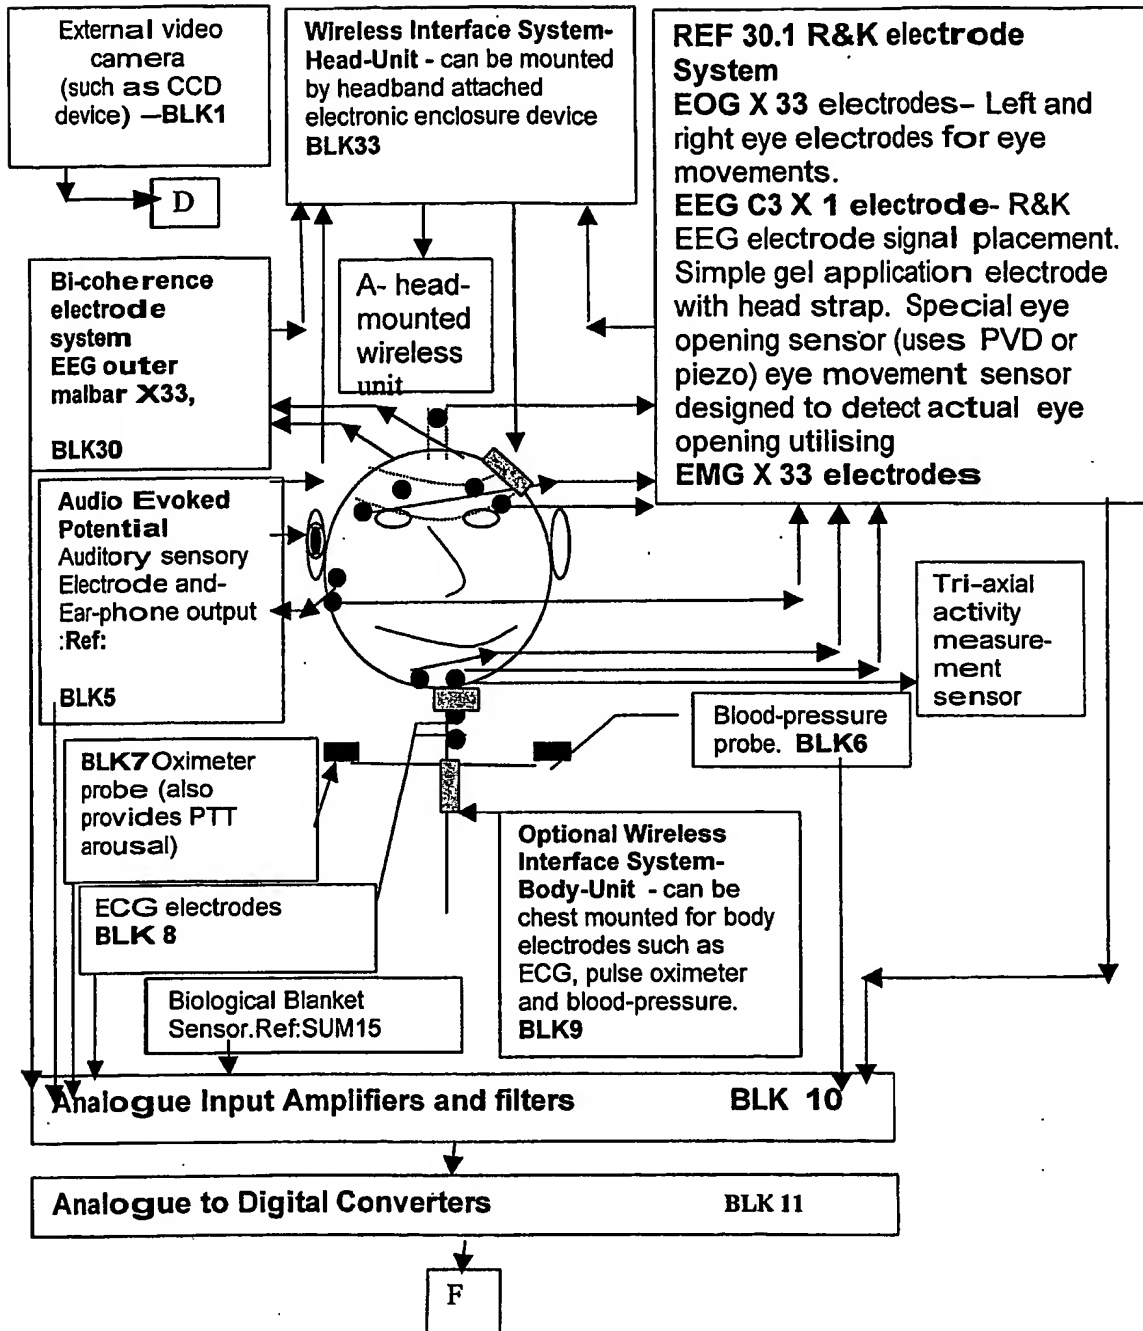 External video
camera
(such as CCD
device) –BLK1
D
Wireless Interface System-
Head-Unit - can be mounted
by headband attached
electronic enclosure device
BLK33
REF 30.1 R&K electrode
System
EOG X 33 electrodes– Left and
right eye electrodes for eye
movements.
EEG C3 X 1 electrode- R&K
EEG electrode signal placement.
Simple gel application electrode
with head strap. Special eye
opening sensor (uses PVD or
piezo) eye movement sensor
designed to detect actual eye
opening utilising
EMG X 33 electrodes
Bi-coherence
electrode
system
EEG outer
malbar X33,
BLK30
A- head-
mounted
wireless
unit
Audio Evoked
Potential
Auditory sensory
Electrode and-
Ear-phone output
:Ref:
BLK5
Tri-axial
activity
measure-
ment
sensor
Blood-pressure
probe. BLK6
BLK7 Oximeter
probe (also
provides PTT
arousal)
Optional Wireless
Interface System-
Body-Unit - can be
chest mounted for body
electrodes such as
ECG, pulse oximeter
and blood-pressure.
BLK9
ECG electrodes
BLK 8
Biological Blanket
Sensor.Ref:SUM15
Analogue Input Amplifiers and filters BLK 10
Analogue to Digital Converters BLK 11
F